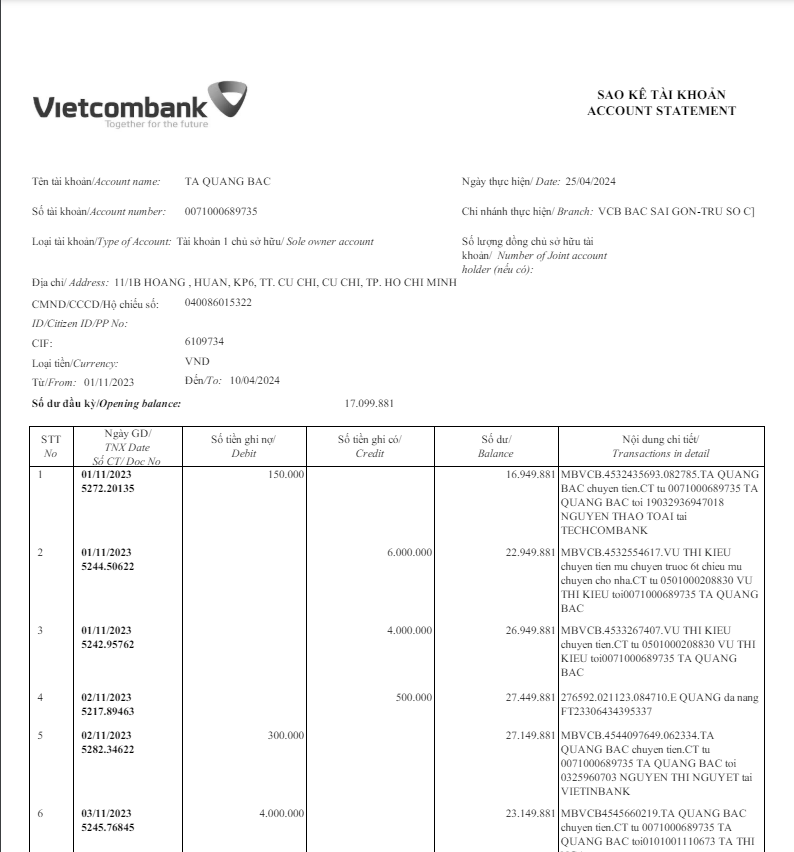 Vietcombank
Together for the future
SAO KÊ TÀI KHOẢN
ACCOUNT STATEMENT
Tên tài khoản/Account name: TA QUANG BAC
Ngày thực hiện/ Date: 25/04/2024
Số tài khoản/Account number: 0071000689735
Chi nhánh thực hiện/ Branch: VCB BAC SAI GON-TRU SO C]
Loại tài khoản/Type of Account: Tài khoản 1 chủ sở hữu/ Sole owner account
Số lượng đồng chủ sở hữu tài
khoản/ Number of Joint account
holder (nếu có):
Địa chỉ/ Address: 11/1B HOANG , HUAN, KP6, TT. CU CHI, CU CHI, TP. HO CHI MINH
CMND/CCCD/Hộ chiếu số: 040086015322
ID/Citizen ID/PP No:
CIF: 6109734
Loại tiền/Currency: VND
Từ/From: 01/11/2023 Đến/To: 10/04/2024
Số dư đầu kỳ/Opening balance: 17.099.881
STT
No
Ngày GD/
TNX Date
Số CT/ Doc No
Số tiền ghi nợ/
Debit
Số tiền ghi có/
Credit
Số dư/
Balance
Nội dung chi tiết/
Transactions in detail
1 01/11/2023 150.000 16.949.881 MBVCB.4532435693.082785.TA QUANG
5272.20135 BAC chuyen tien.CT tu 0071000689735 TA
QUANG BAC toi 19032936947018
NGUYEN THAO TOAI tai
TECHCOMBANK
2 01/11/2023 6.000.000 22.949.881 MBVCB.4532554617.VU THI KIEU
5244.50622 chuyen tien mu chuyen truoc 6t chieu mu
chuyen cho nha.CT tu 0501000208830 VU
THI KIEU toi0071000689735 TA QUANG
BAC
3 01/11/2023 4.000.000 26.949.881 MBVCB.4533267407.VU THI KIEU
5242.95762 chuyen tien.CT tu 0501000208830 VU THI
KIEU toi0071000689735 TA QUANG
BAC
4 02/11/2023 500.000 27.449.881 276592.021123.084710.E QUANG da nang
5217.89463 FT23306434395337
5 02/11/2023 300.000 27.149.881 MBVCB.4544097649.062334.TA
5282.34622 QUANG BAC chuyen tien.CT tu
0071000689735 TA QUANG BAC toi
0325960703 NGUYEN THI NGUYET tai
VIETINBANK
6 03/11/2023 4.000.000 23.149.881 MBVCB4545660219.TA QUANG BAC
5245.76845 chuyen tien.CT tu 0071000689735 TA
QUANG BAC toi0101001110673 TA THI